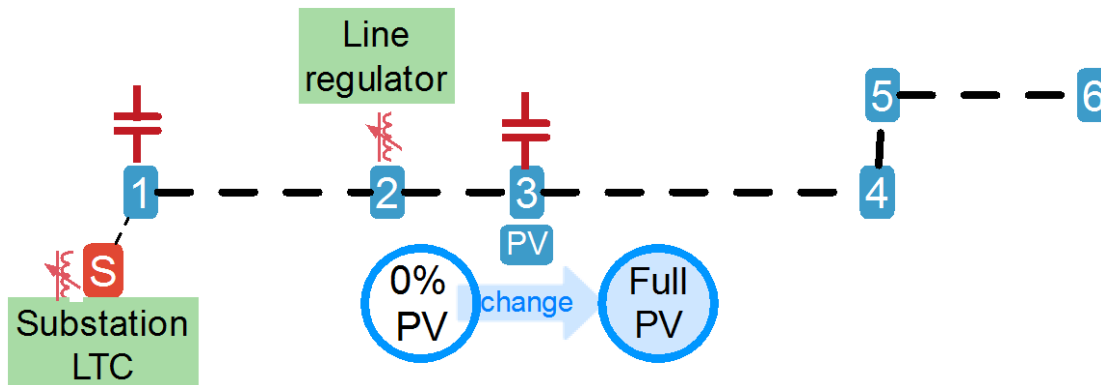 Line
regulator
5
6
1
2
3
4
PV
S
0%
PV
change
Full
PV
Substation
LTC